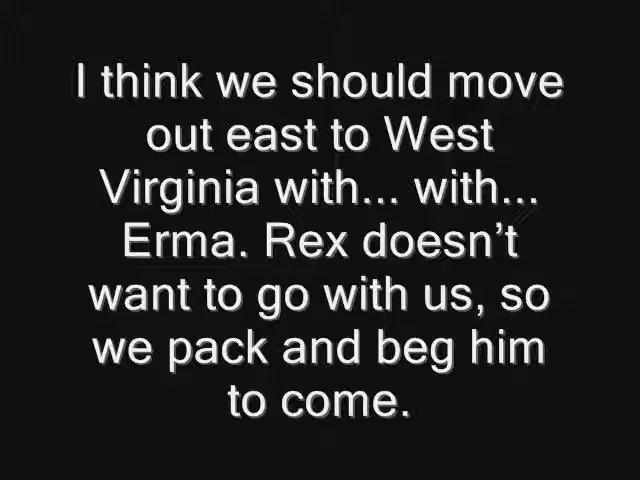 I think we should move
out east to West
Virginia with... with...
Erma. Rex doesn’t
want to go with us, so
we pack and beg him
to come.